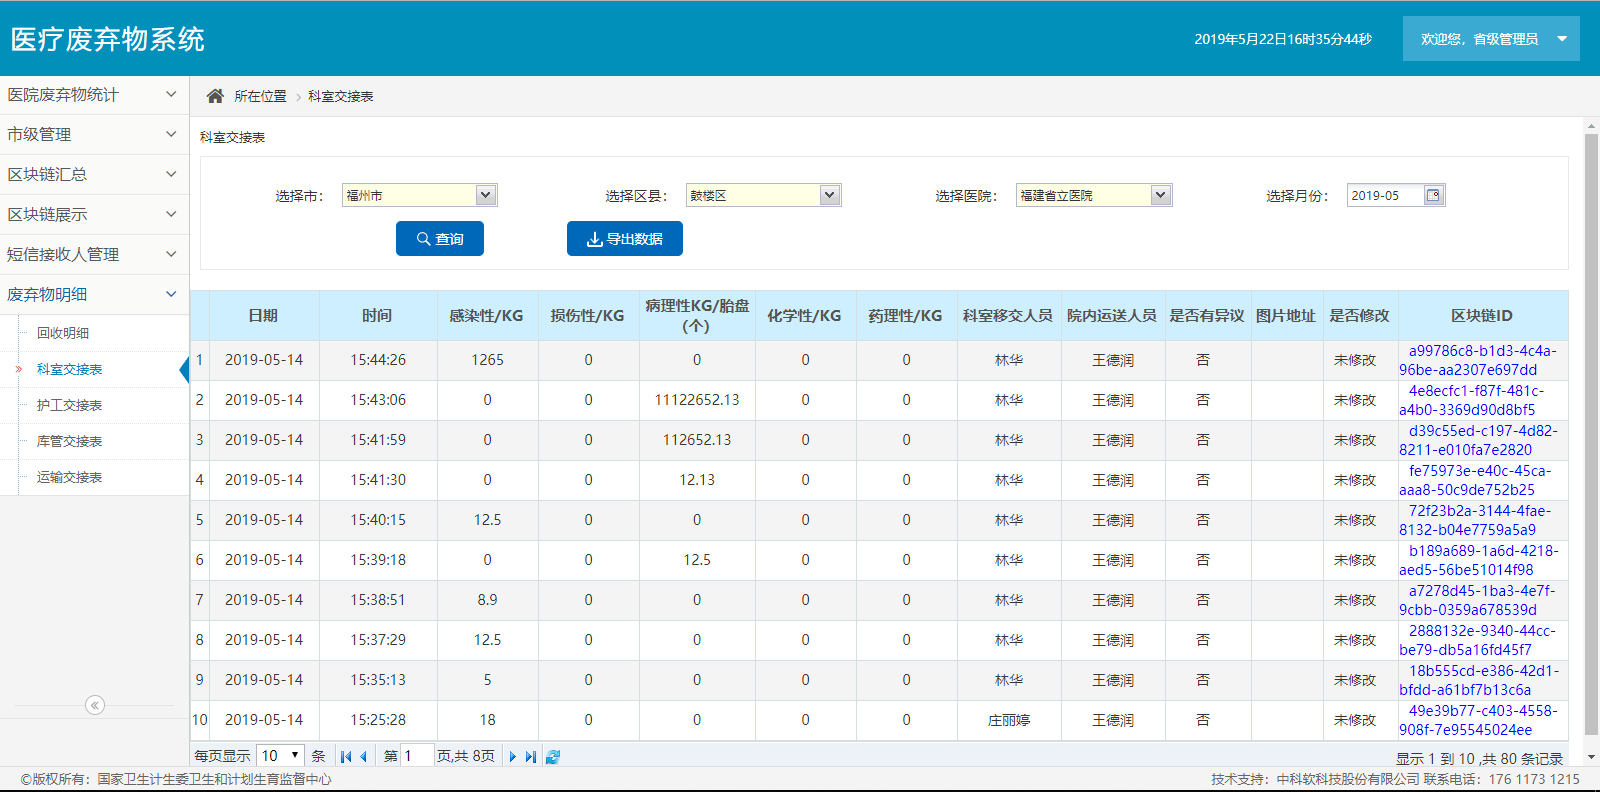 医疗废弃物系统
2019年5月22日16时35分44秒
欢迎您，省级管理员
医院废弃物统计
市级管理
区块链汇总
区块链展示
短信接收人管理
废弃物明细
回收明细
科室交接表
护工交接表
库管交接表
运输交接表
所在位置 科室交接表
科室交接表
选择市： 福州市 选择区县： 鼓楼区 选择医院： 福建省立医院 选择月份： 2019-05
查询 导出数据
日期 时间 感染性/KG 损伤性/KG 病理性KG/胎盘（个） 化学性/KG 药理性/KG 科室移交人员 院内运送人员 是否有异议 图片地址 是否修改 区块链ID
1 2019-05-14 15:44:26 1265 0 0 0 0 林华 王德润 否 未修改 a99786c8-b1d3-4c4a-96be-aa2307e697dd
2 2019-05-14 15:43:06 0 0 11122652.13 0 0 林华 王德润 否 未修改 4e8ecfc1-f87f-481c-a4b0-3369d90d8bf5
3 2019-05-14 15:41:59 0 0 112652.13 0 0 林华 王德润 否 未修改 d39c55ed-c197-4d82-8211-e010fa7e2820
4 2019-05-14 15:41:30 0 0 12.13 0 0 林华 王德润 否 未修改 fe75973e-e40c-45ca-aaa8-50c9de752b25
5 2019-05-14 15:40:15 12.5 0 0 0 0 林华 王德润 否 未修改 72f23b2a-3144-4fae-8132-b04e7759a5a9
6 2019-05-14 15:39:18 0 0 12.5 0 0 林华 王德润 否 未修改 b189a689-1a6d-4218-aed5-56be51014f98
7 2019-05-14 15:38:51 8.9 0 0 0 0 林华 王德润 否 未修改 a7278d45-1ba3-4e7f-9cbb-0359a678539d
8 2019-05-14 15:37:29 12.5 0 0 0 0 林华 王德润 否 未修改 2888132e-9340-44cc-be79-db5a16fd45f7
9 2019-05-14 15:35:13 5 0 0 0 0 林华 王德润 否 未修改 18b555cd-e386-42d1-bfdd-a61bf7b13c6a
10 2019-05-14 15:25:28 18 0 0 0 0 庄丽婷 王德润 否 未修改 49e39b77-c403-4558-908f-7e95545024ee
每页显示 10 条 第 1 页,共 8页 显示 1 到 10 ,共 80 条记录
©版权所有：国家卫生计生委卫生和计划生育监督中心 技术支持：中科软科技股份有限公司 联系电话：176 1173 1215